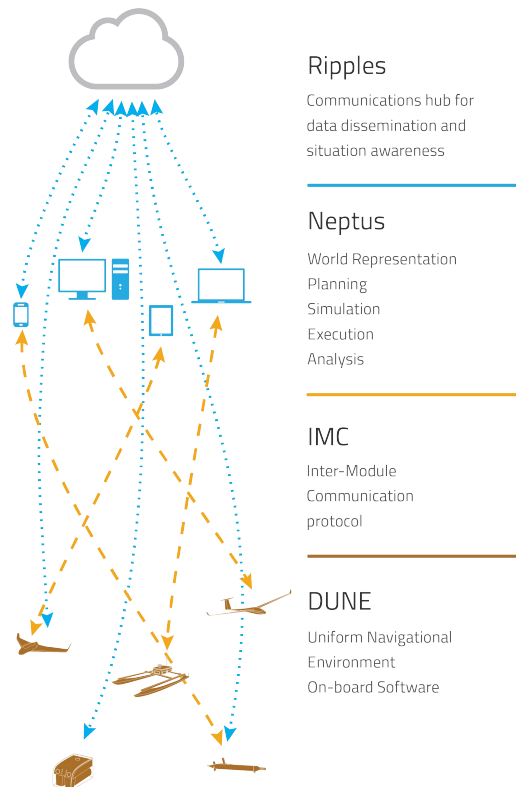 Ripples
Communications hub for
data dissemination and
situation awareness
Neptus
World Representation
Planning
Simulation
Execution
Analysis
IMC
Inter-Module
Communication
protocol
DUNE
Uniform Navigational
Environment
On-board Software